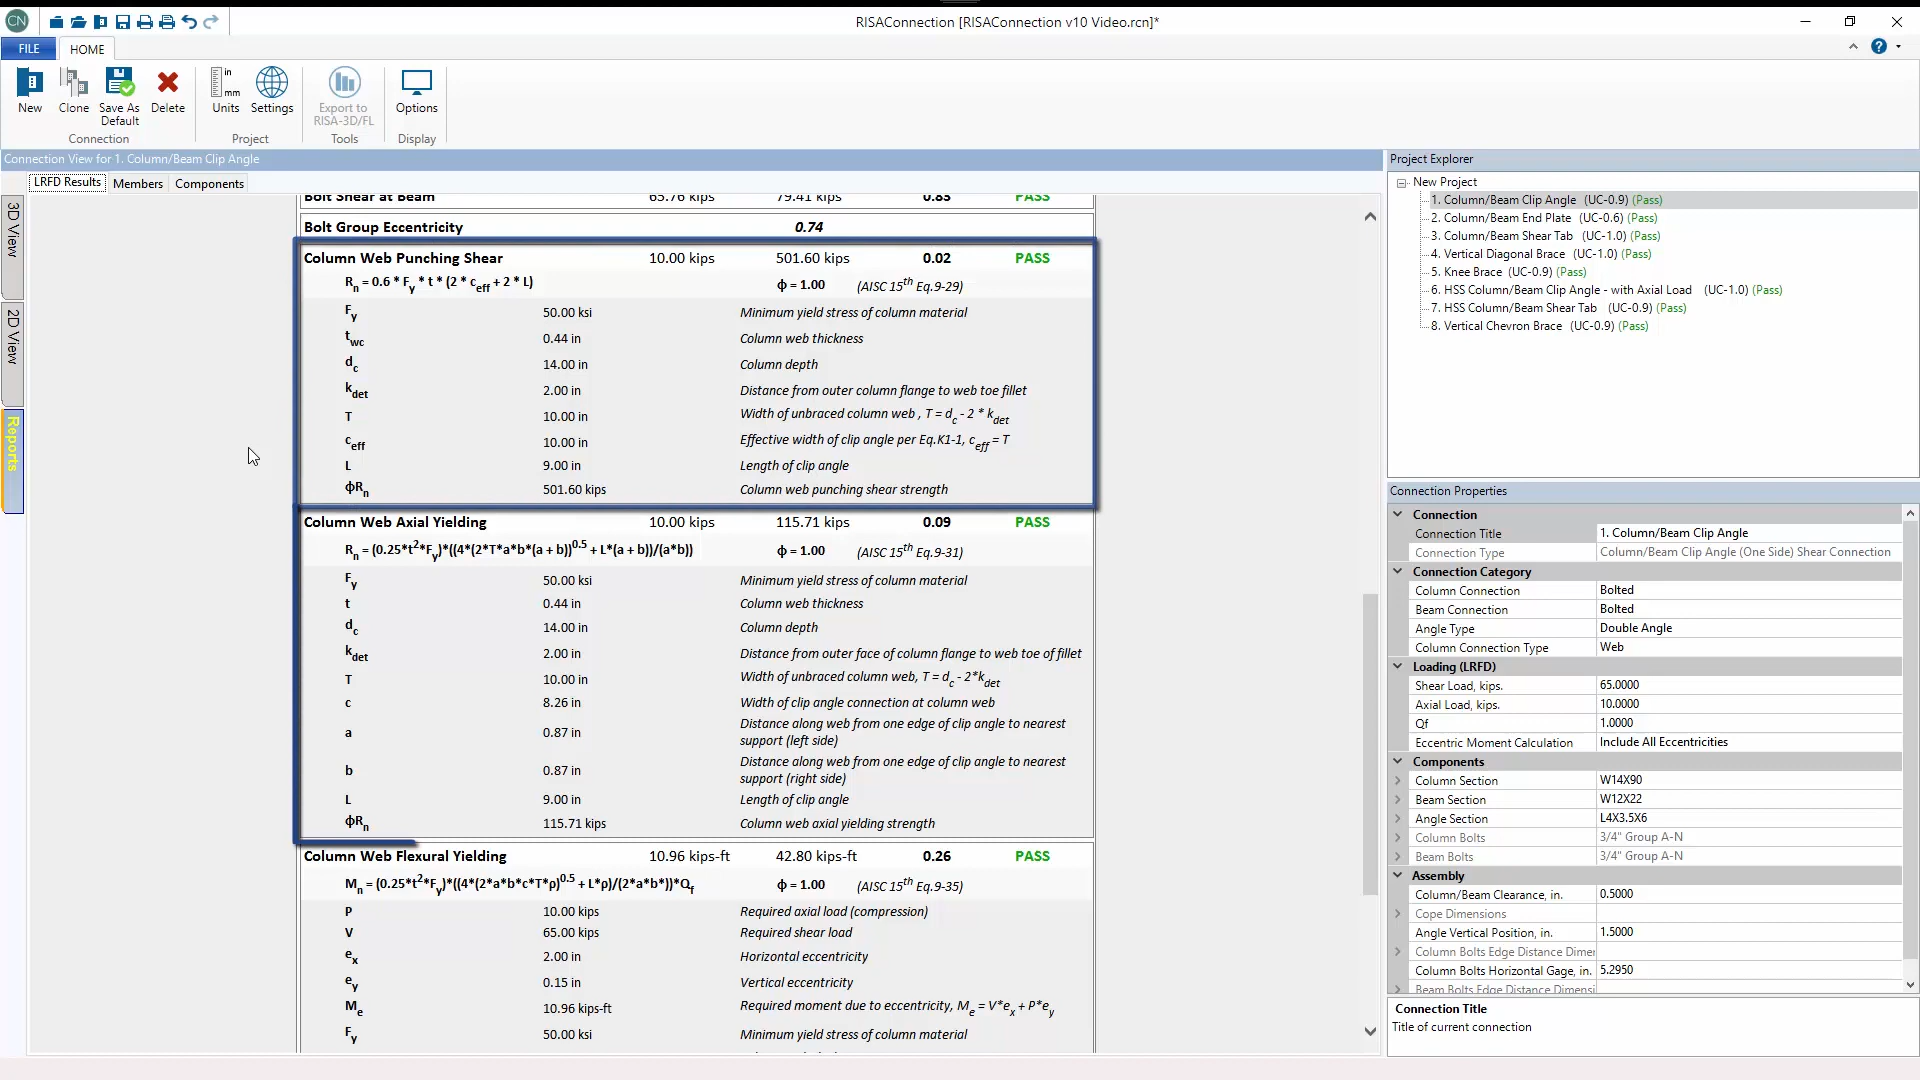 CN
RISAConnection [RISAConnection v10 Video.rcn]*
FILE HOME
New Clone Save As Default Delete in mm Units Settings Export to RISA-3D/FL Options
Connection Project Tools Display
Connection View for 1. Column/Beam Clip Angle
LRFD Results Members Components
3D View
2D View
Reports
Bolt Shear at Beam 65.76 kips 79.41 kips 0.83 PASS
Bolt Group Eccentricity 0.74
Column Web Punching Shear 10.00 kips 501.60 kips 0.02 PASS
Rn = 0.6 * Fy * t * (2 * ceff + 2 * L) ϕ = 1.00 (AISC 15th Eq.9-29)
Fy 50.00 ksi Minimum yield stress of column material
twc 0.44 in Column web thickness
dc 14.00 in Column depth
kdet 2.00 in Distance from outer column flange to web toe fillet
T 10.00 in Width of unbraced column web , T = dc - 2 * kdet
ceff 10.00 in Effective width of clip angle per Eq.K1-1, ceff = T
L 9.00 in Length of clip angle
ϕRn 501.60 kips Column web punching shear strength
Column Web Axial Yielding 10.00 kips 115.71 kips 0.09 PASS
Rn = (0.25*t2*Fy)*((4*(2*T*a*b*(a + b))0.5 + L*(a + b))/(a*b)) ϕ = 1.00 (AISC 15th Eq.9-31)
Fy 50.00 ksi Minimum yield stress of column material
t 0.44 in Column web thickness
dc 14.00 in Column depth
kdet 2.00 in Distance from outer face of column flange to web toe of fillet
T 10.00 in Width of unbraced column web, T = dc - 2*kdet
c 8.26 in Width of clip angle connection at column web
a 0.87 in Distance along web from one edge of clip angle to nearest
support (left side)
b 0.87 in Distance along web from one edge of clip angle to nearest
support (right side)
L 9.00 in Length of clip angle
ϕRn 115.71 kips Column web axial yielding strength
Column Web Flexural Yielding 10.96 kips-ft 42.80 kips-ft 0.26 PASS
Mn = (0.25*t2*Fy)*((4*(2*a*b*c*T*ρ)0.5 + L*ρ)/(2*a*b*))*Qf ϕ = 1.00 (AISC 15th Eq.9-35)
P 10.00 kips Required axial load (compression)
V 65.00 kips Required shear load
ex 2.00 in Horizontal eccentricity
ey 0.15 in Vertical eccentricity
Me 10.96 kips-ft Required moment due to eccentricity, Me = V*ex + P*ey
Fy 50.00 ksi Minimum yield stress of column material
Project Explorer
New Project
1. Column/Beam Clip Angle (UC-0.9) (Pass)
2. Column/Beam End Plate (UC-0.6) (Pass)
3. Column/Beam Shear Tab (UC-1.0) (Pass)
4. Vertical Diagonal Brace (UC-1.0) (Pass)
5. Knee Brace (UC-0.9) (Pass)
6. HSS Column/Beam Clip Angle - with Axial Load (UC-1.0) (Pass)
7. HSS Column/Beam Shear Tab (UC-0.9) (Pass)
8. Vertical Chevron Brace (UC-0.9) (Pass)
Connection Properties
Connection
Connection Title 1. Column/Beam Clip Angle
Connection Type Column/Beam Clip Angle (One Side) Shear Connection
Connection Category
Column Connection Bolted
Beam Connection Bolted
Angle Type Double Angle
Column Connection Type Web
Loading (LRFD)
Shear Load, kips. 65.0000
Axial Load, kips. 10.0000
Qf 1.0000
Eccentric Moment Calculation Include All Eccentricities
Components
Column Section W14X90
Beam Section W12X22
Angle Section L4X3.5X6
Column Bolts 3/4" Group A-N
Beam Bolts 3/4" Group A-N
Assembly
Column/Beam Clearance, in. 0.5000
Cope Dimensions
Angle Vertical Position, in. 1.5000
Column Bolts Edge Distance Dimer
Column Bolts Horizontal Gage, in. 5.2950
Beam Bolts Edge Distance Dimensi
Connection Title
Title of current connection